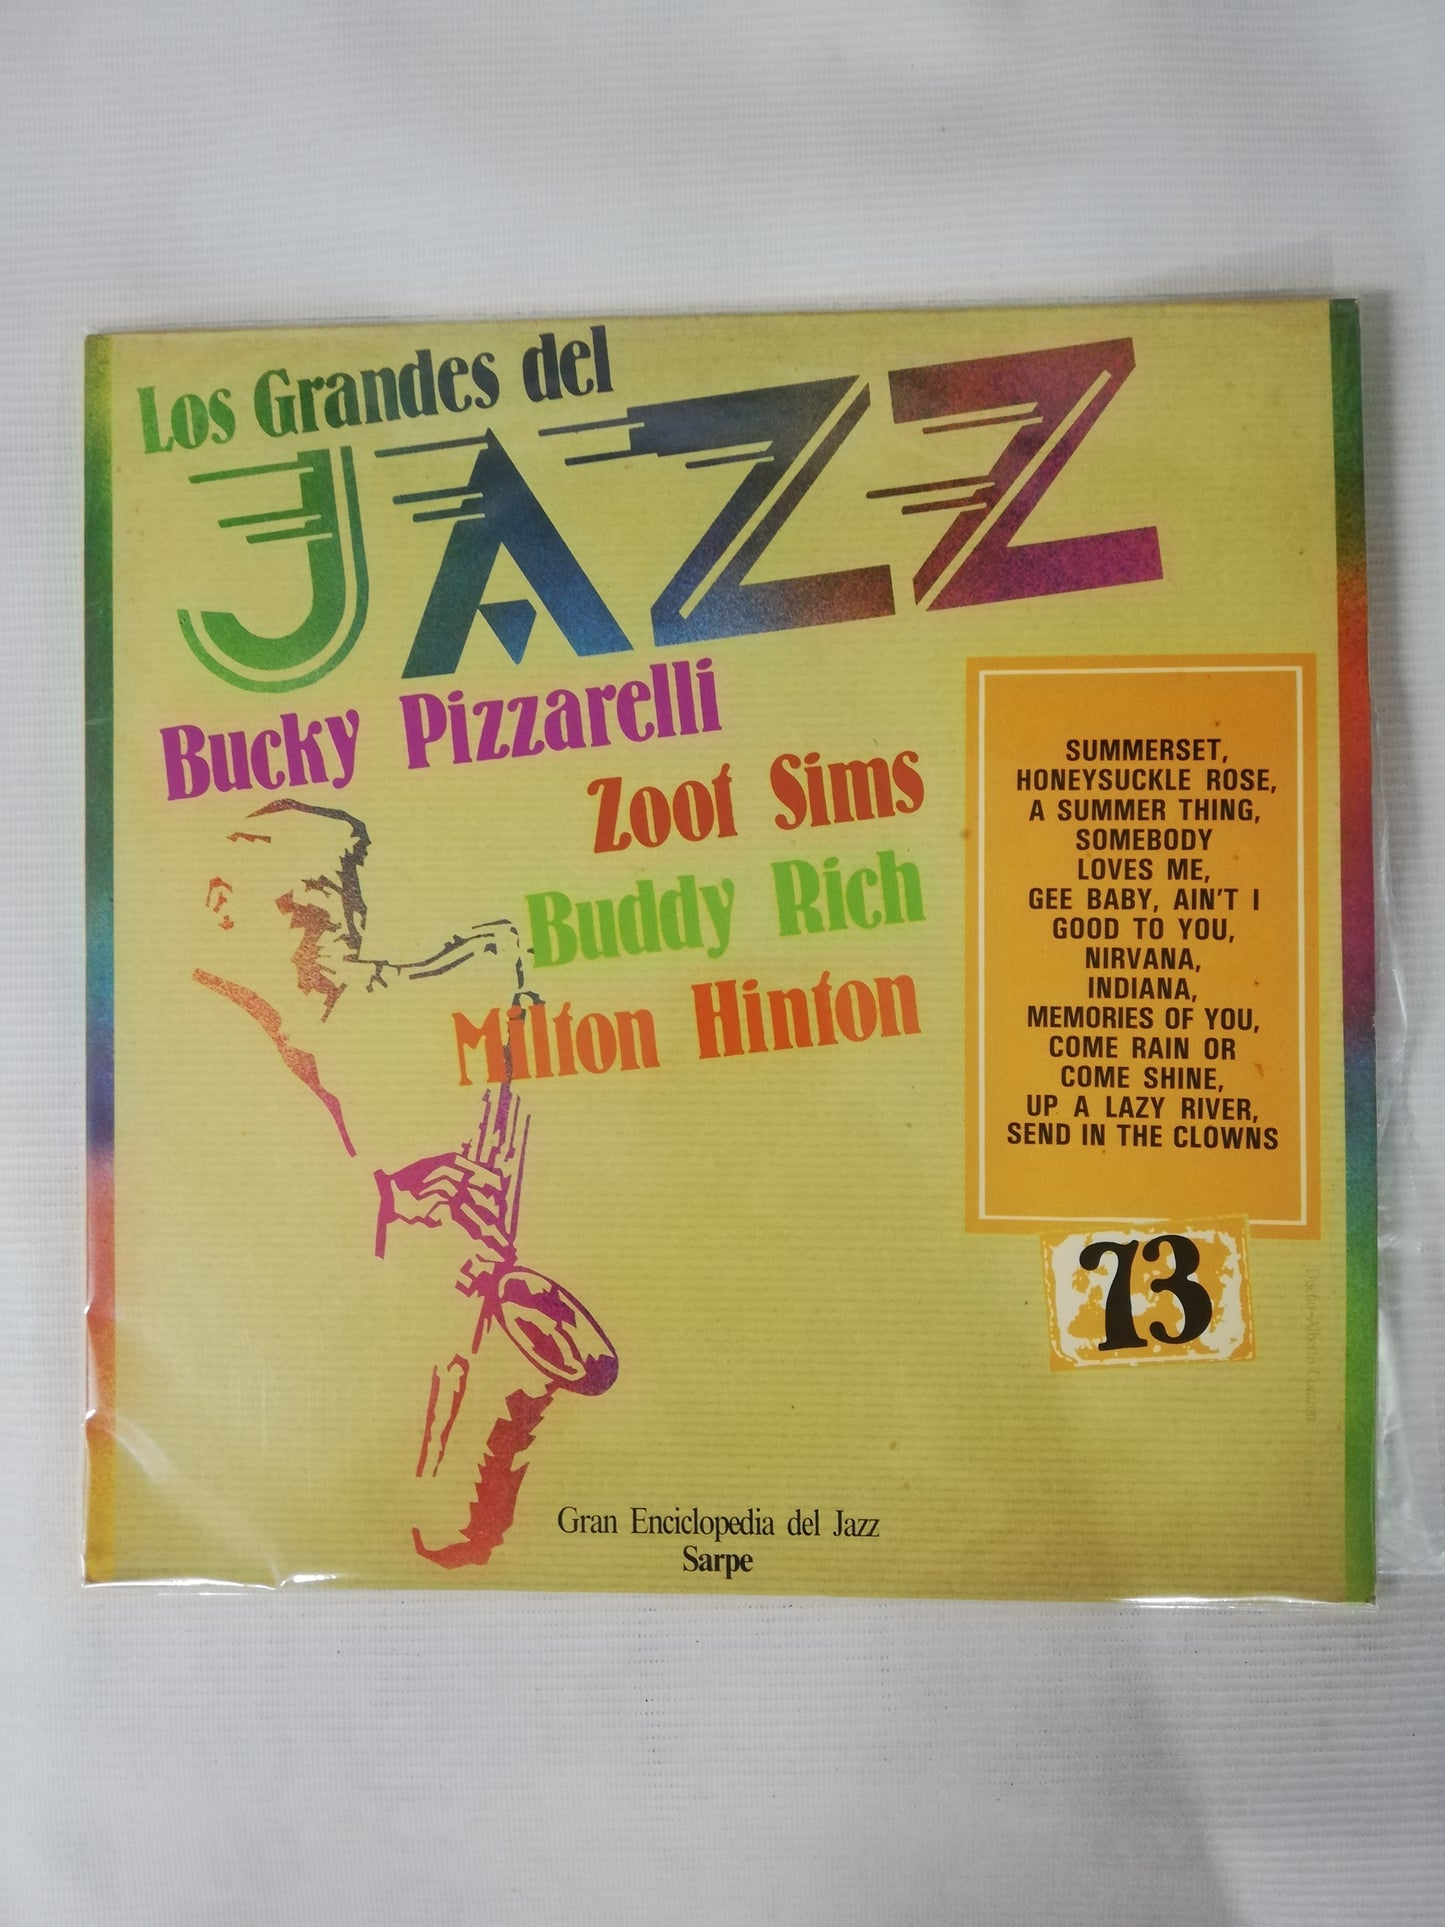 Los Grandes del
JAZZ
Bucky Pizzarelli
Zoot Sims
Buddy Rich
Milton Hinton
SUMMERSET,
HONEYSUCKLE ROSE,
A SUMMER THING,
SOMEBODY
LOVES ME,
GEE BABY, AIN'T I
GOOD TO YOU,
NIRVANA,
INDIANA,
MEMORIES OF YOU,
COME RAIN OR
COME SHINE,
UP A LAZY RIVER,
SEND IN THE CLOWNS
73
Gran Enciclopedia del Jazz
Sarpe